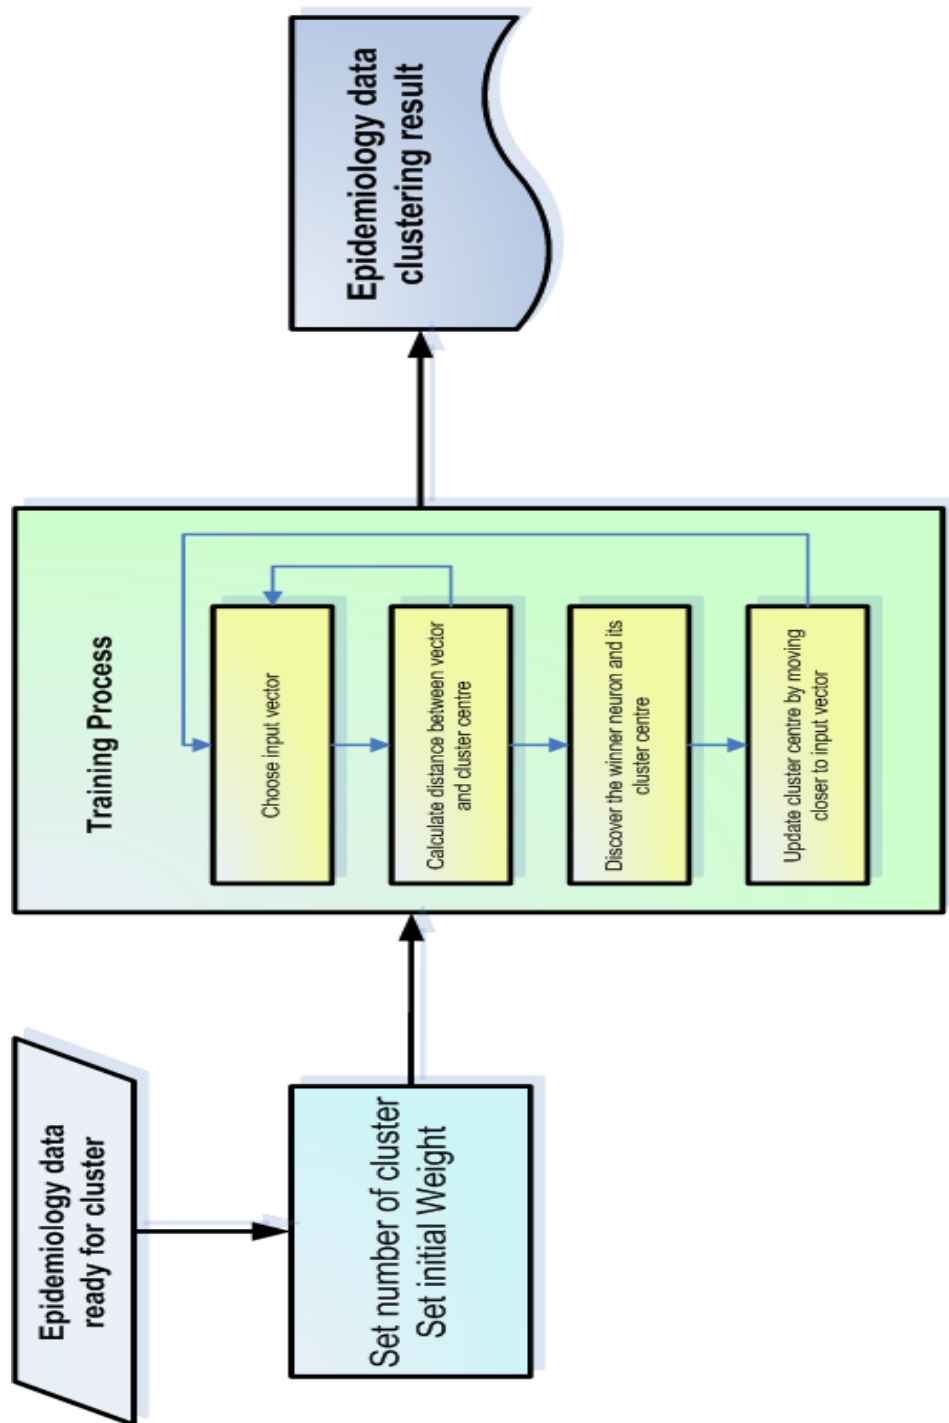 Epidemiology data
ready for cluster
Set number of cluster
Set initial Weight
Training Process
Choose input vector
Calculate distance between vector
and cluster centre
Discover the winner neuron and its
cluster centre
Update cluster centre by moving
closer to input vector
Epidemiology data
clustering result